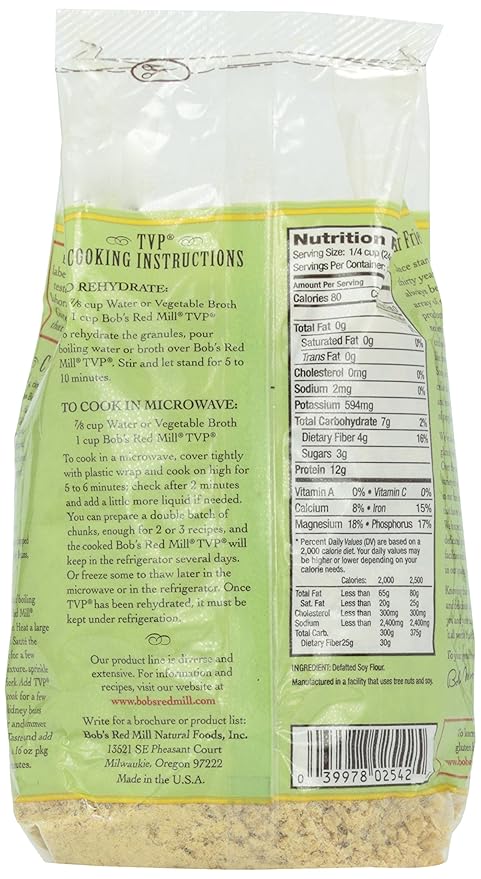 TVP®
COOKING INSTRUCTIONS
O REHYDRATE:
⅞ cup Water or Vegetable Broth
1 cup Bob's Red Mill® TVP®
o rehydrate the granules, pour
boiling water or broth over Bob's Red
Mill® TVP®. Stir and let stand for 5 to
10 minutes.
TO COOK IN MICROWAVE:
⅞ cup Water or Vegetable Broth
1 cup Bob's Red Mill® TVP®
To cook in a microwave, cover tightly
with plastic wrap and cook on high for
5 to 6 minutes; check after 2 minutes
and add a little more liquid if needed.
You can prepare a double batch of
chunks, enough for 2 or 3 recipes, and
the cooked Bob's Red Mill® TVP® will
keep in the refrigerator several days.
Or freeze some to thaw later in the
microwave or in the refrigerator. Once
TVP® has been rehydrated, it must be
kept under refrigeration.
Our product line is diverse and
extensive. For information and
recipes, visit our website at
www.bobsredmill.com
Write for a brochure or product list:
Bob's Red Mill Natural Foods, Inc.
13521 SE Pheasant Court
Milwaukie, Oregon 97222
Made in the U.S.A.
Nutrition
Serving Size: 1/4 cup (24
Servings Per Container
Amount Per Serving
Calories 80
Total Fat 0g
Saturated Fat 0g 0%
Trans Fat 0g
Cholesterol 0mg 0%
Sodium 2mg 0%
Potassium 594mg
Total Carbohydrate 7g 2%
Dietary Fiber 4g 16%
Sugars 3g
Protein 12g
Vitamin A 0% • Vitamin C 0%
Calcium 8% • Iron 15%
Magnesium 18% • Phosphorus 17%
* Percent Daily Values (DV) are based on a
2,000 calorie diet. Your daily values may
be higher or lower depending on your
calorie needs.
Calories: 2,000 2,500
Total Fat Less than 65g 80g
Sat. Fat Less than 20g 25g
Cholesterol Less than 300mg 300mg
Sodium Less than 2,400mg 2,400mg
Total Carb. 300g 375g
Dietary Fiber 25g 30g
INGREDIENT: Defatted Soy Flour.
Manufactured in a facility that uses tree nuts and soy.
0 39978 02542